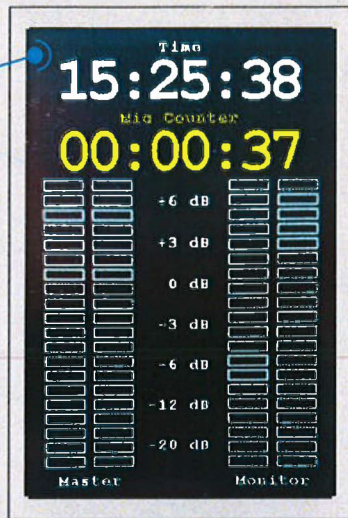 Time
15:25:38
Mic Counter
00:00:37
+6 dB
+3 dB
0 dB
-3 dB
-6 dB
-12 dB
-20 dB
Master Monitor